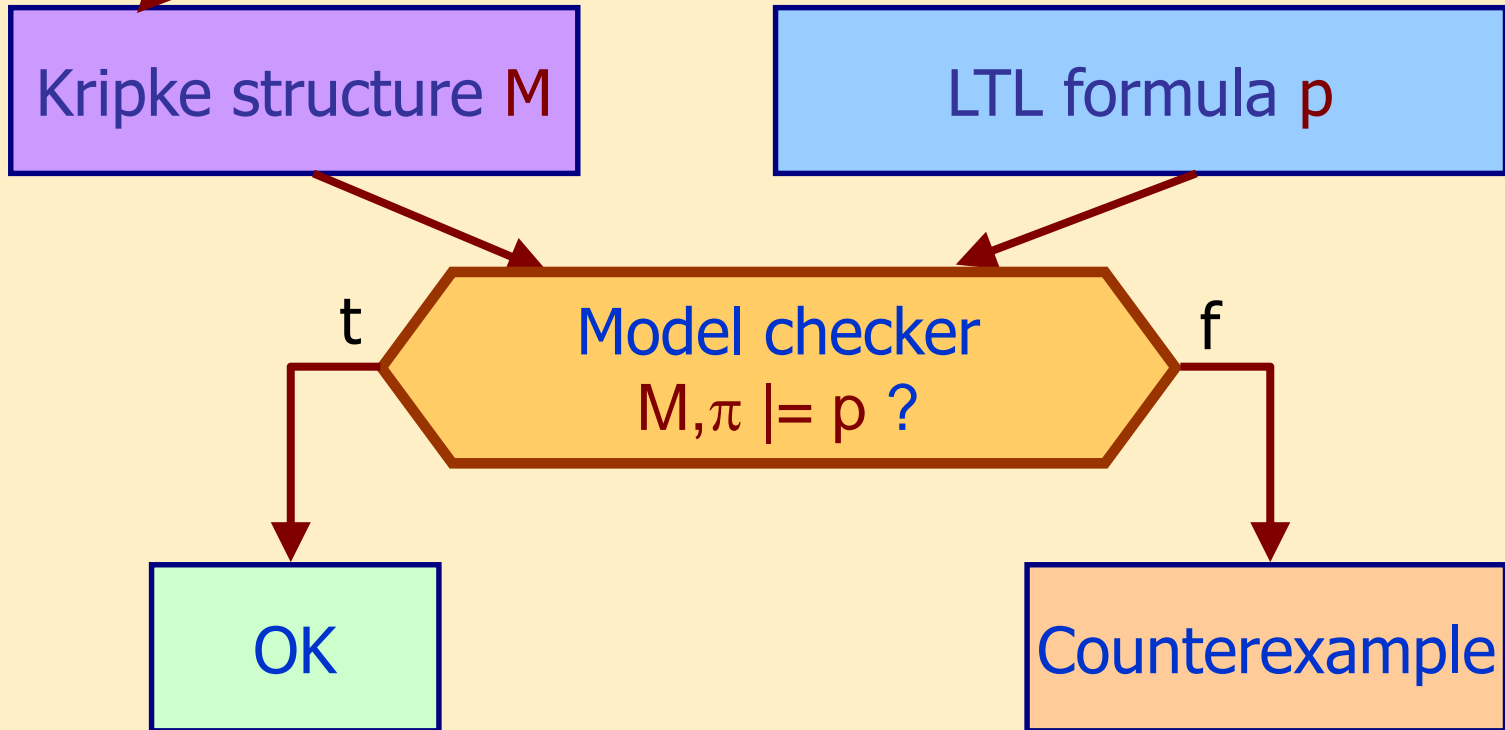 Kripke structure M
LTL formula p
t
Model checker
f
M,π |= p ?
OK
Counterexample